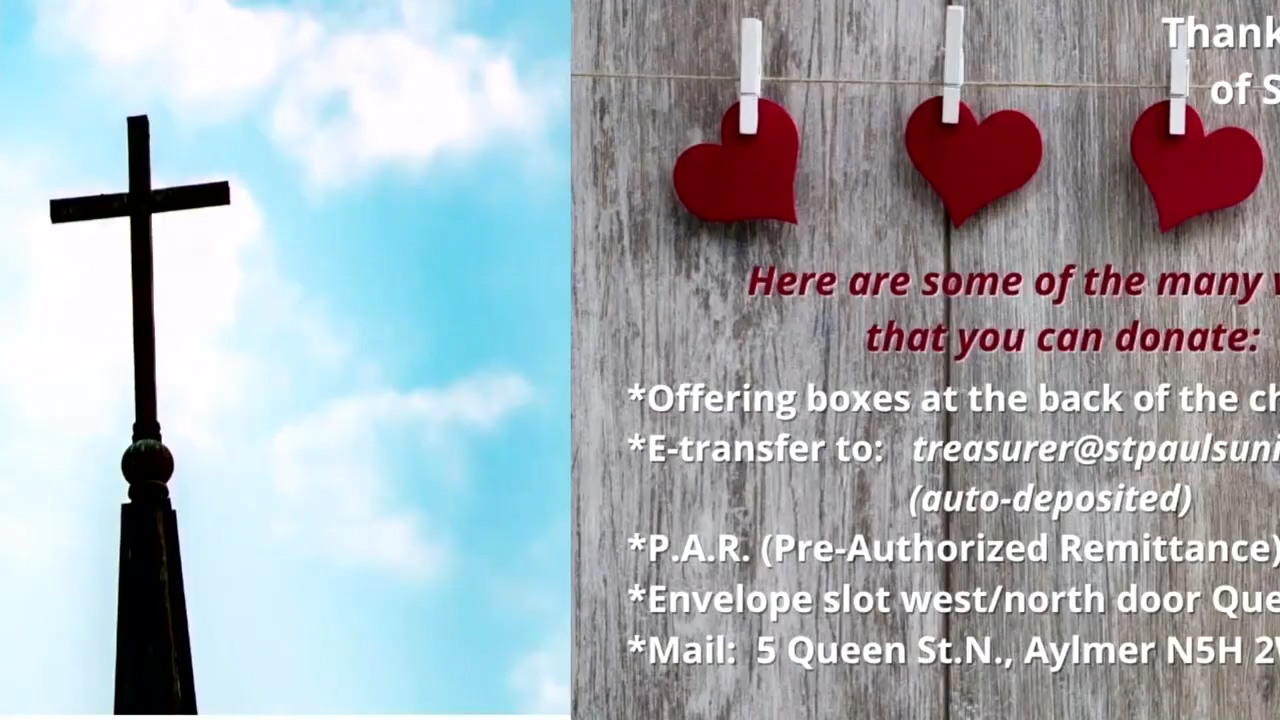 Thank
of S
Here are some of the many
that you can donate:
*Offering boxes at the back of the ch
*E-transfer to: treasurer@stpaulsuni
(auto-deposited)
*P.A.R. (Pre-Authorized Remittance)
*Envelope slot west/north door Que
*Mail: 5 Queen St.N., Aylmer N5H 2